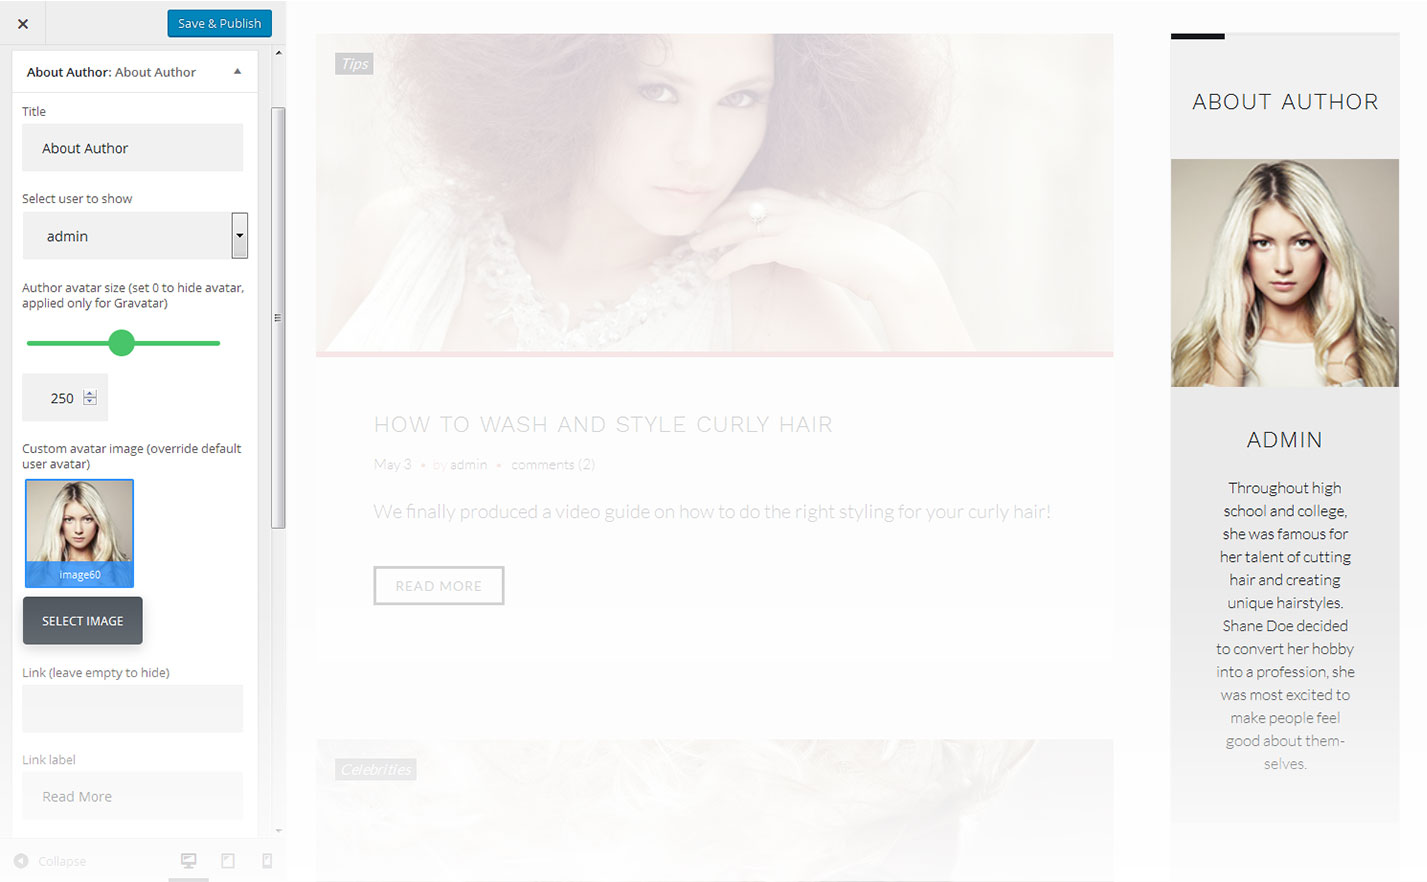 Save & Publish
About Author: About Author
Title
About Author
Select user to show
admin
Author avatar size (set 0 to hide avatar,
applied only for Gravatar)
250
Custom avatar image (override default
user avatar)
image60
SELECT IMAGE
Link (leave empty to hide)
Link label
Read More
Collapse
Tips
HOW TO WASH AND STYLE CURLY HAIR
May 3 • by admin • comments (2)
We finally produced a video guide on how to do the right styling for your curly hair!
READ MORE
Celebrities
ABOUT AUTHOR
ADMIN
Throughout high
school and college,
she was famous for
her talent of cutting
hair and creating
unique hairstyles.
Shane Doe decided
to convert her hobby
into a profession, she
was most excited to
make people feel
good about them-
selves.